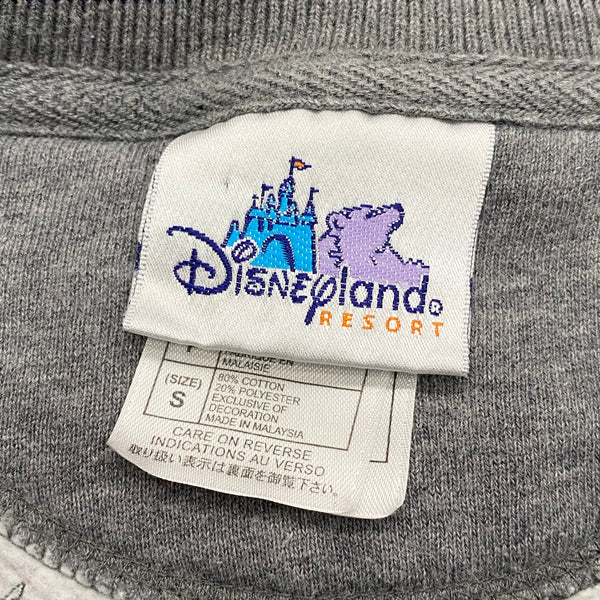 Disneyland®
RESORT
FABRIQUÉ EN
MALAISIE
(SIZE)
S
80% COTTON
20% POLYESTER
EXCLUSIVE OF
DECORATION
MADE IN MALAYSIA
CARE ON REVERSE
INDICATIONS AU VERSO
取り扱い表示は裏面を御覧下さい。